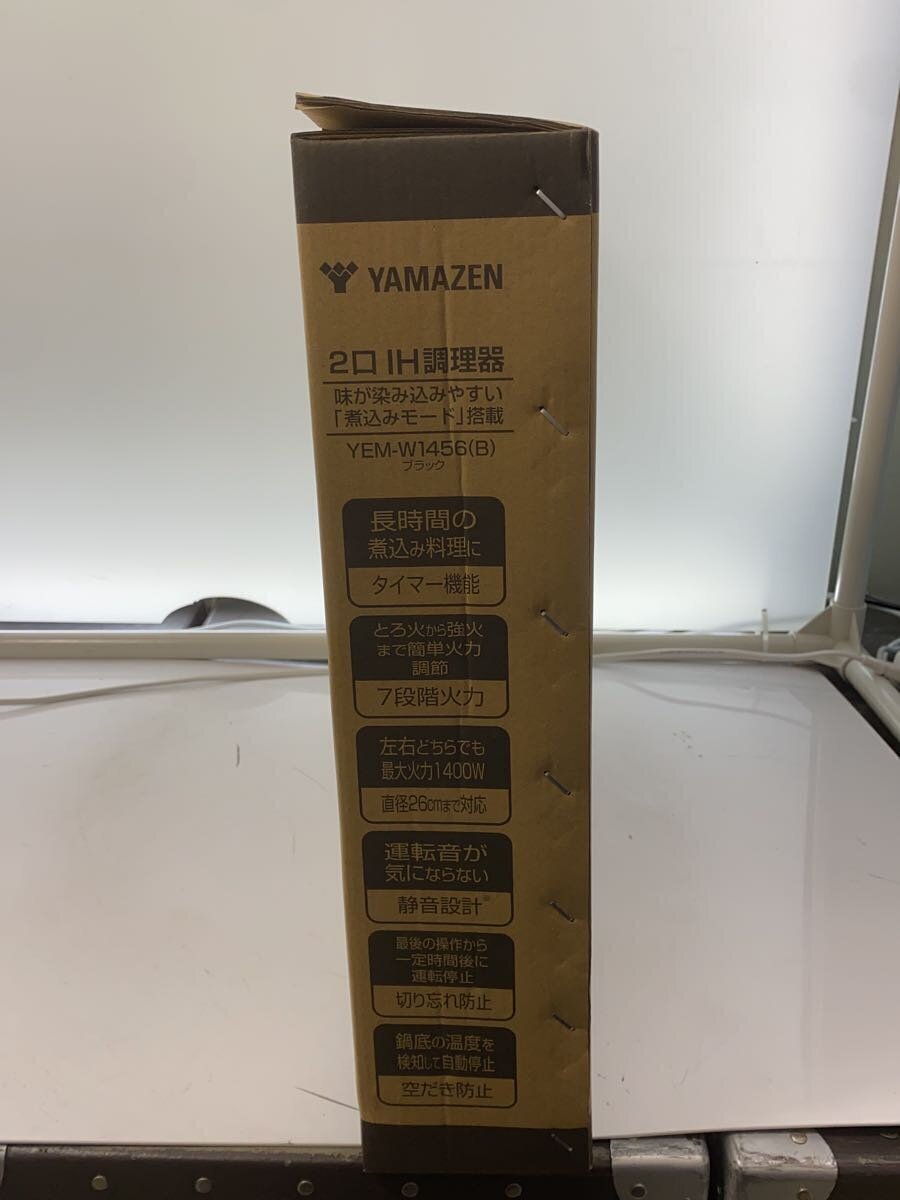 YAMAZEN
2口 IH調理器
味が染み込みやすい
「煮込みモード」搭載
YEM-W1456(B)
ブラック
長時間の
煮込み料理に
タイマー機能
とろ火から強火
まで簡単火力
調節
7段階火力
左右どちらでも
最大火力1400W
直径26cmまで対応
運転音が
気にならない
静音設計※
最後の操作から
一定時間後に
運転停止
切り忘れ防止
鍋底の温度を
検知して自動停止
空だき防止